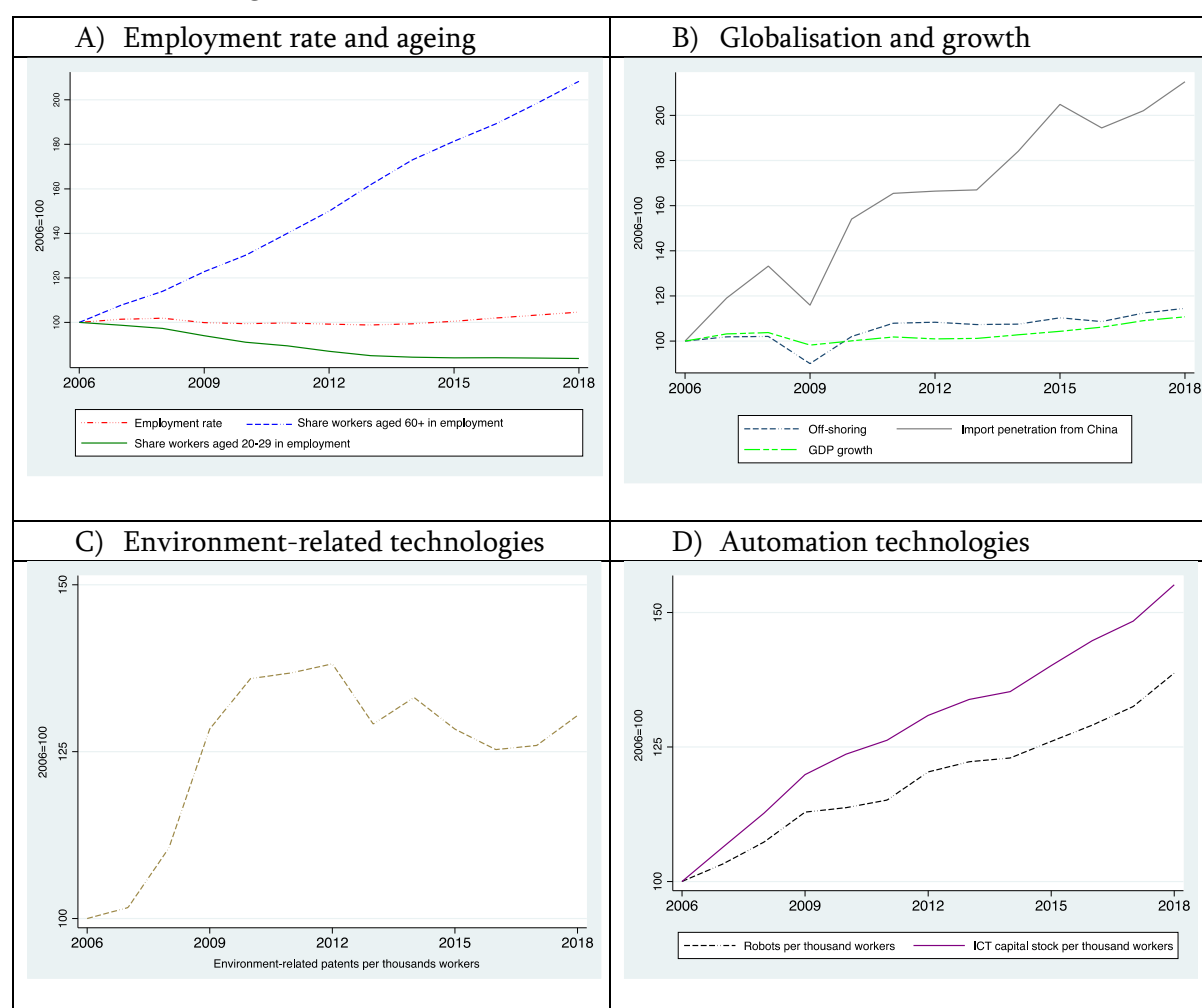 A) Employment rate and ageing
B) Globalisation and growth
2006=100
200
180
160
140
120
100
2006 2009 2012 2015 2018
Employment rate
Share workers aged 60+ in employment
Share workers aged 20-29 in employment
2006=100
200
180
160
140
120
100
2006 2009 2012 2015 2018
Off-shoring
Import penetration from China
GDP growth
C) Environment-related technologies
D) Automation technologies
2006=100
150
125
100
2006 2009 2012 2015 2018
Environment-related patents per thousands workers
2006=100
150
125
100
2006 2009 2012 2015 2018
Robots per thousand workers
ICT capital stock per thousand workers